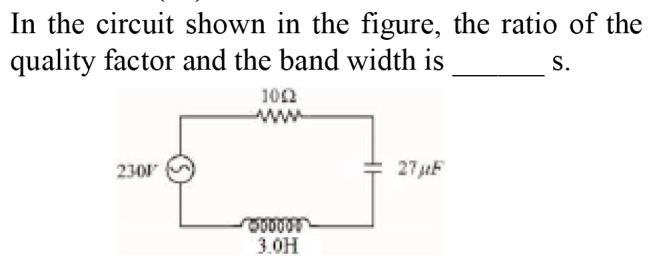 In the circuit shown in the figure, the ratio of the
quality factor and the band width is ______ s.
10Ω
230V
27μF
3.0H